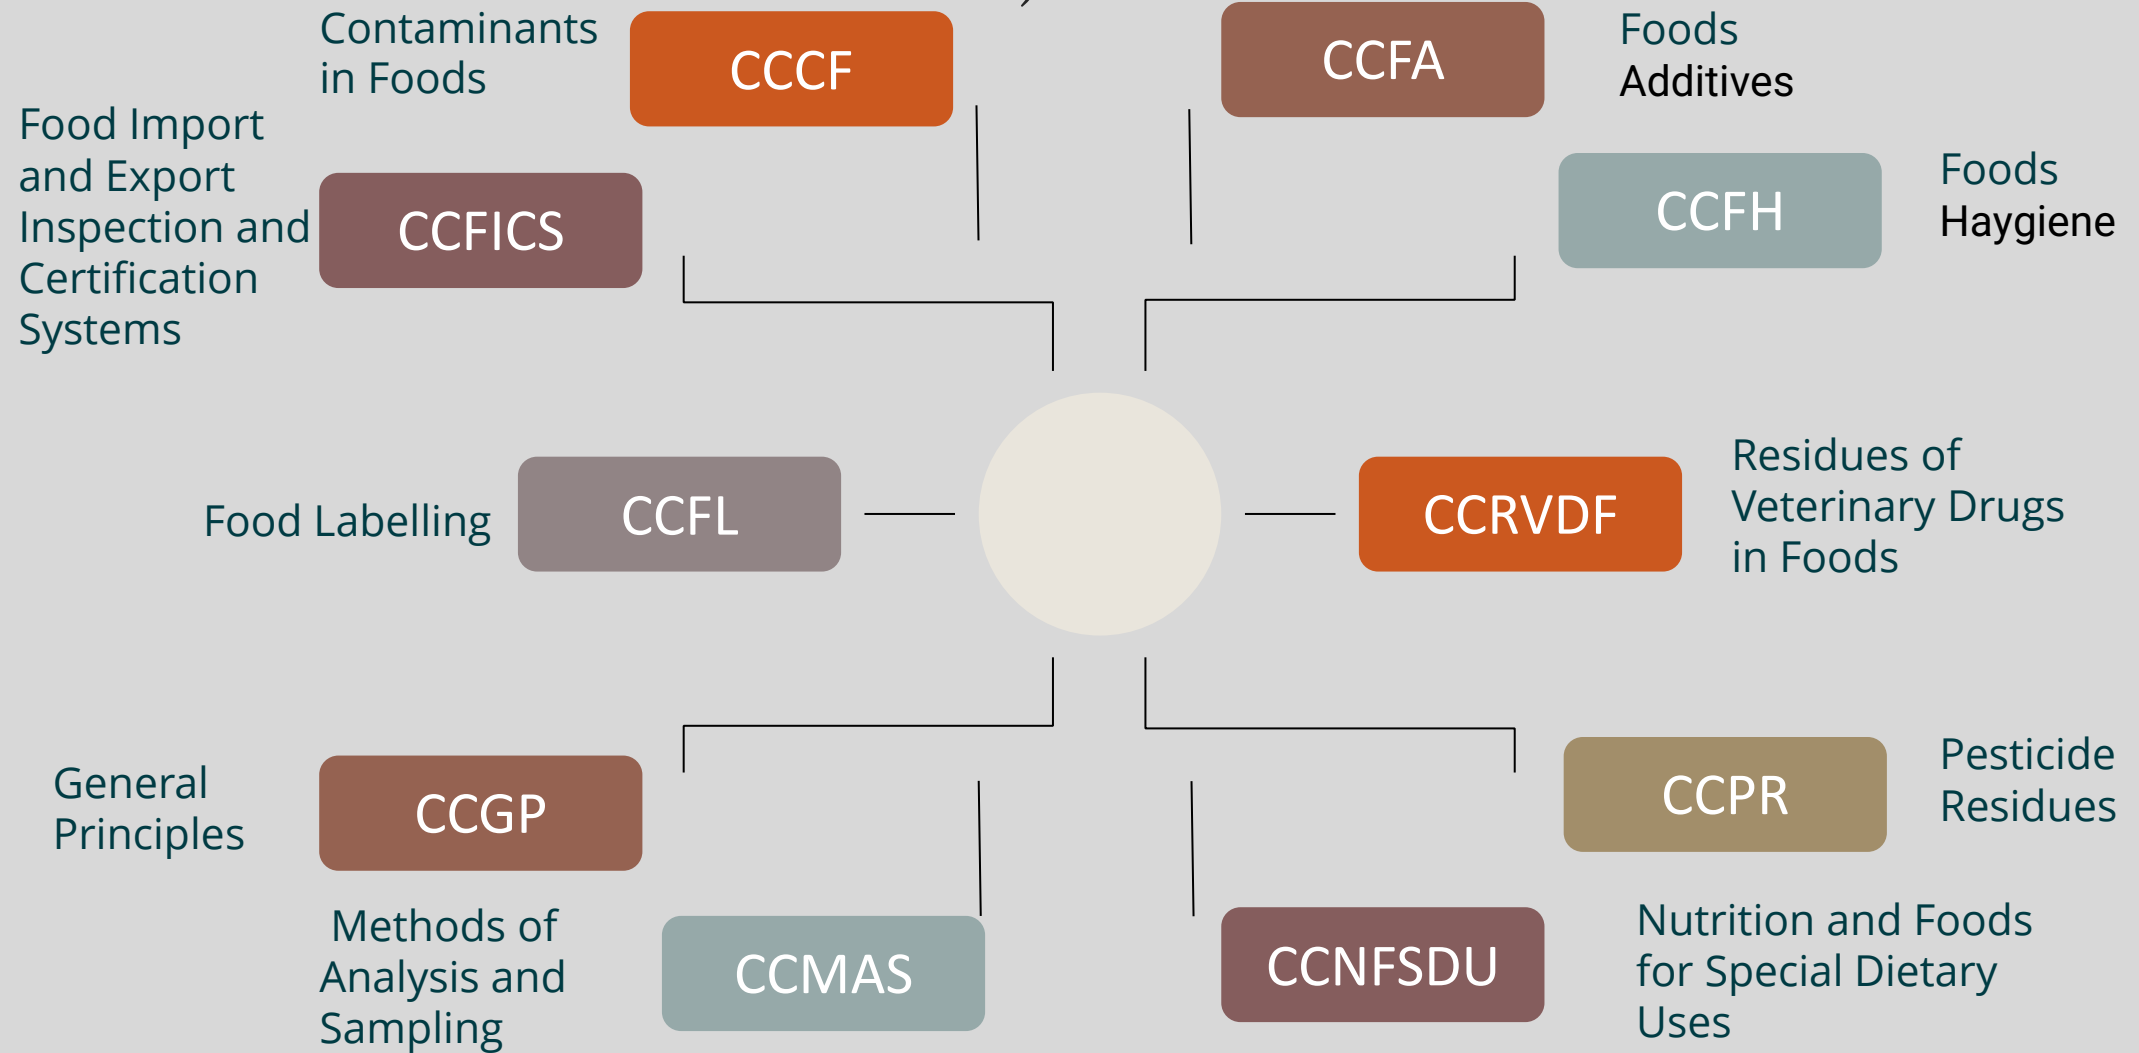 Contaminants
in Foods
CCCF
CCFA
Foods
Additives
Food Import
and Export
Inspection and
Certification
Systems
CCFICS
CCFH
Foods
Haygiene
Food Labelling
CCFL
CCRVDF
Residues of
Veterinary Drugs
in Foods
General
Principles
CCGP
CCPR
Pesticide
Residues
Methods of
Analysis and
Sampling
CCMAS
CCNFSDU
Nutrition and Foods
for Special Dietary
Uses